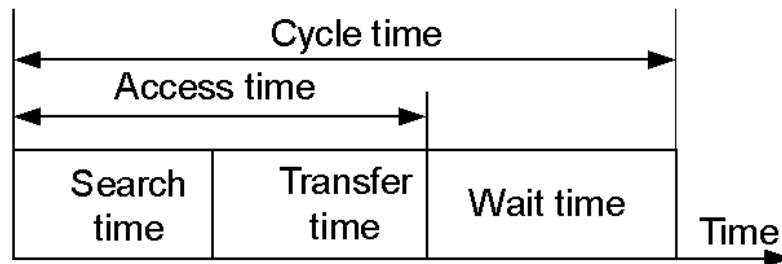 Cycle time
Access time
Search
time
Transfer
time
Wait time
Time